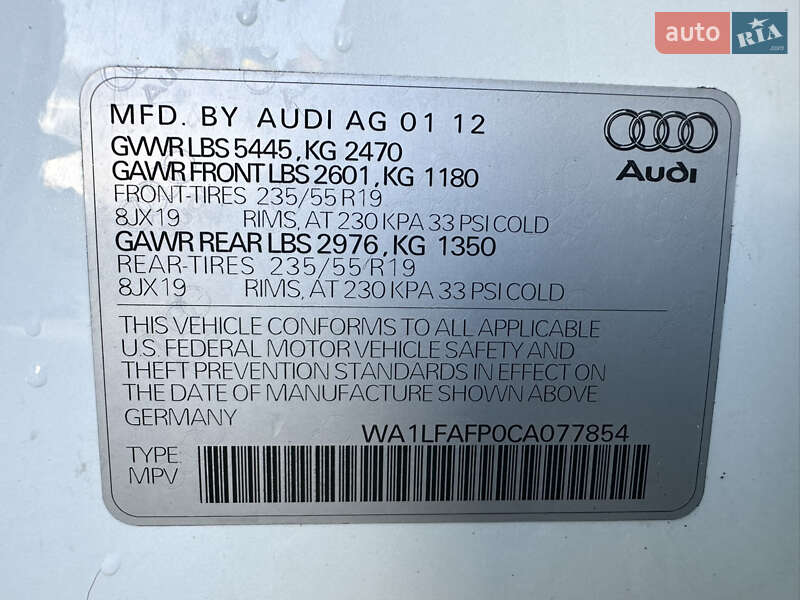 auto RIA.com
MFD. BY AUDI AG 01 12
GVWR LBS 5445, KG 2470
GAWR FRONT LBS 2601, KG 1180
FRONT-TIRES 235/55 R19
8JX19 RIMS, AT 230 KPA 33 PSI COLD
GAWR REAR LBS 2976, KG 1350
REAR-TIRES 235/55/R19
8JX19 RIMS, AT 230 KPA 33 PSI COLD
Audi
THIS VEHICLE CONFORMS TO ALL APPLICABLE
U.S. FEDERAL MOTOR VEHICLE SAFETY AND
THEFT PREVENTION STANDARDS IN EFFECT ON
THE DATE OF MANUFACTURE SHOWN ABOVE
GERMANY
WA1LFAFP0CA077854
TYPE
MPV